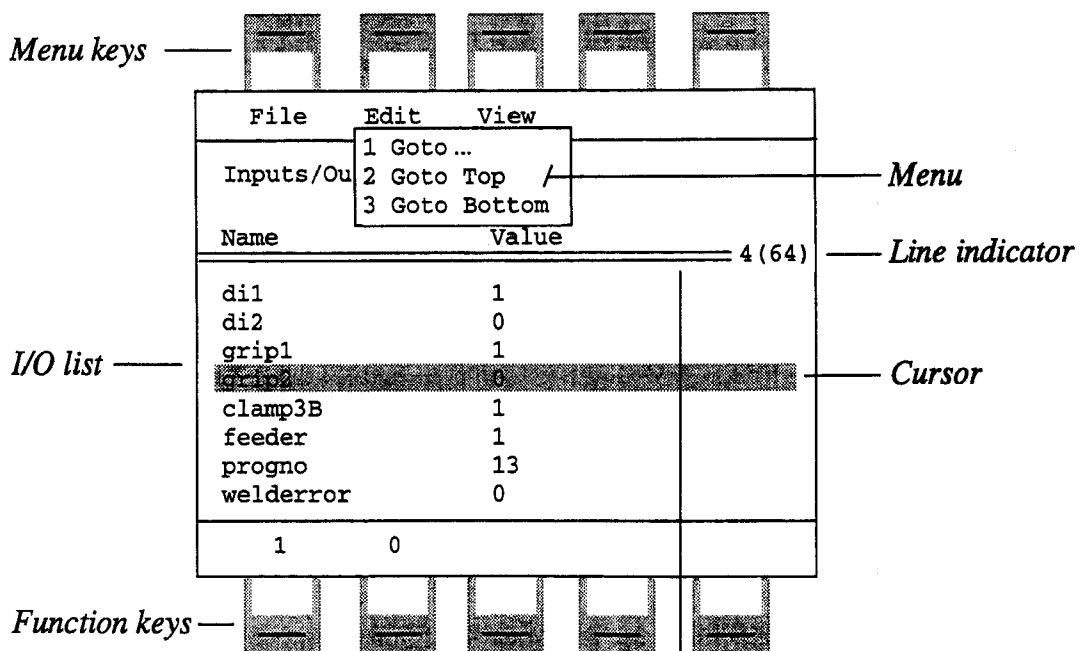 Menu keys
File Edit View
1 Goto ...
Inputs/Ou 2 Goto Top
Menu
3 Goto Bottom
Name Value
4(64)
Line indicator
di1 1
di2 0
grip1 1
I/O list
grip2 0
Cursor
clamp3B 1
feeder 1
progno 13
welderror 0
1 0
Function keys